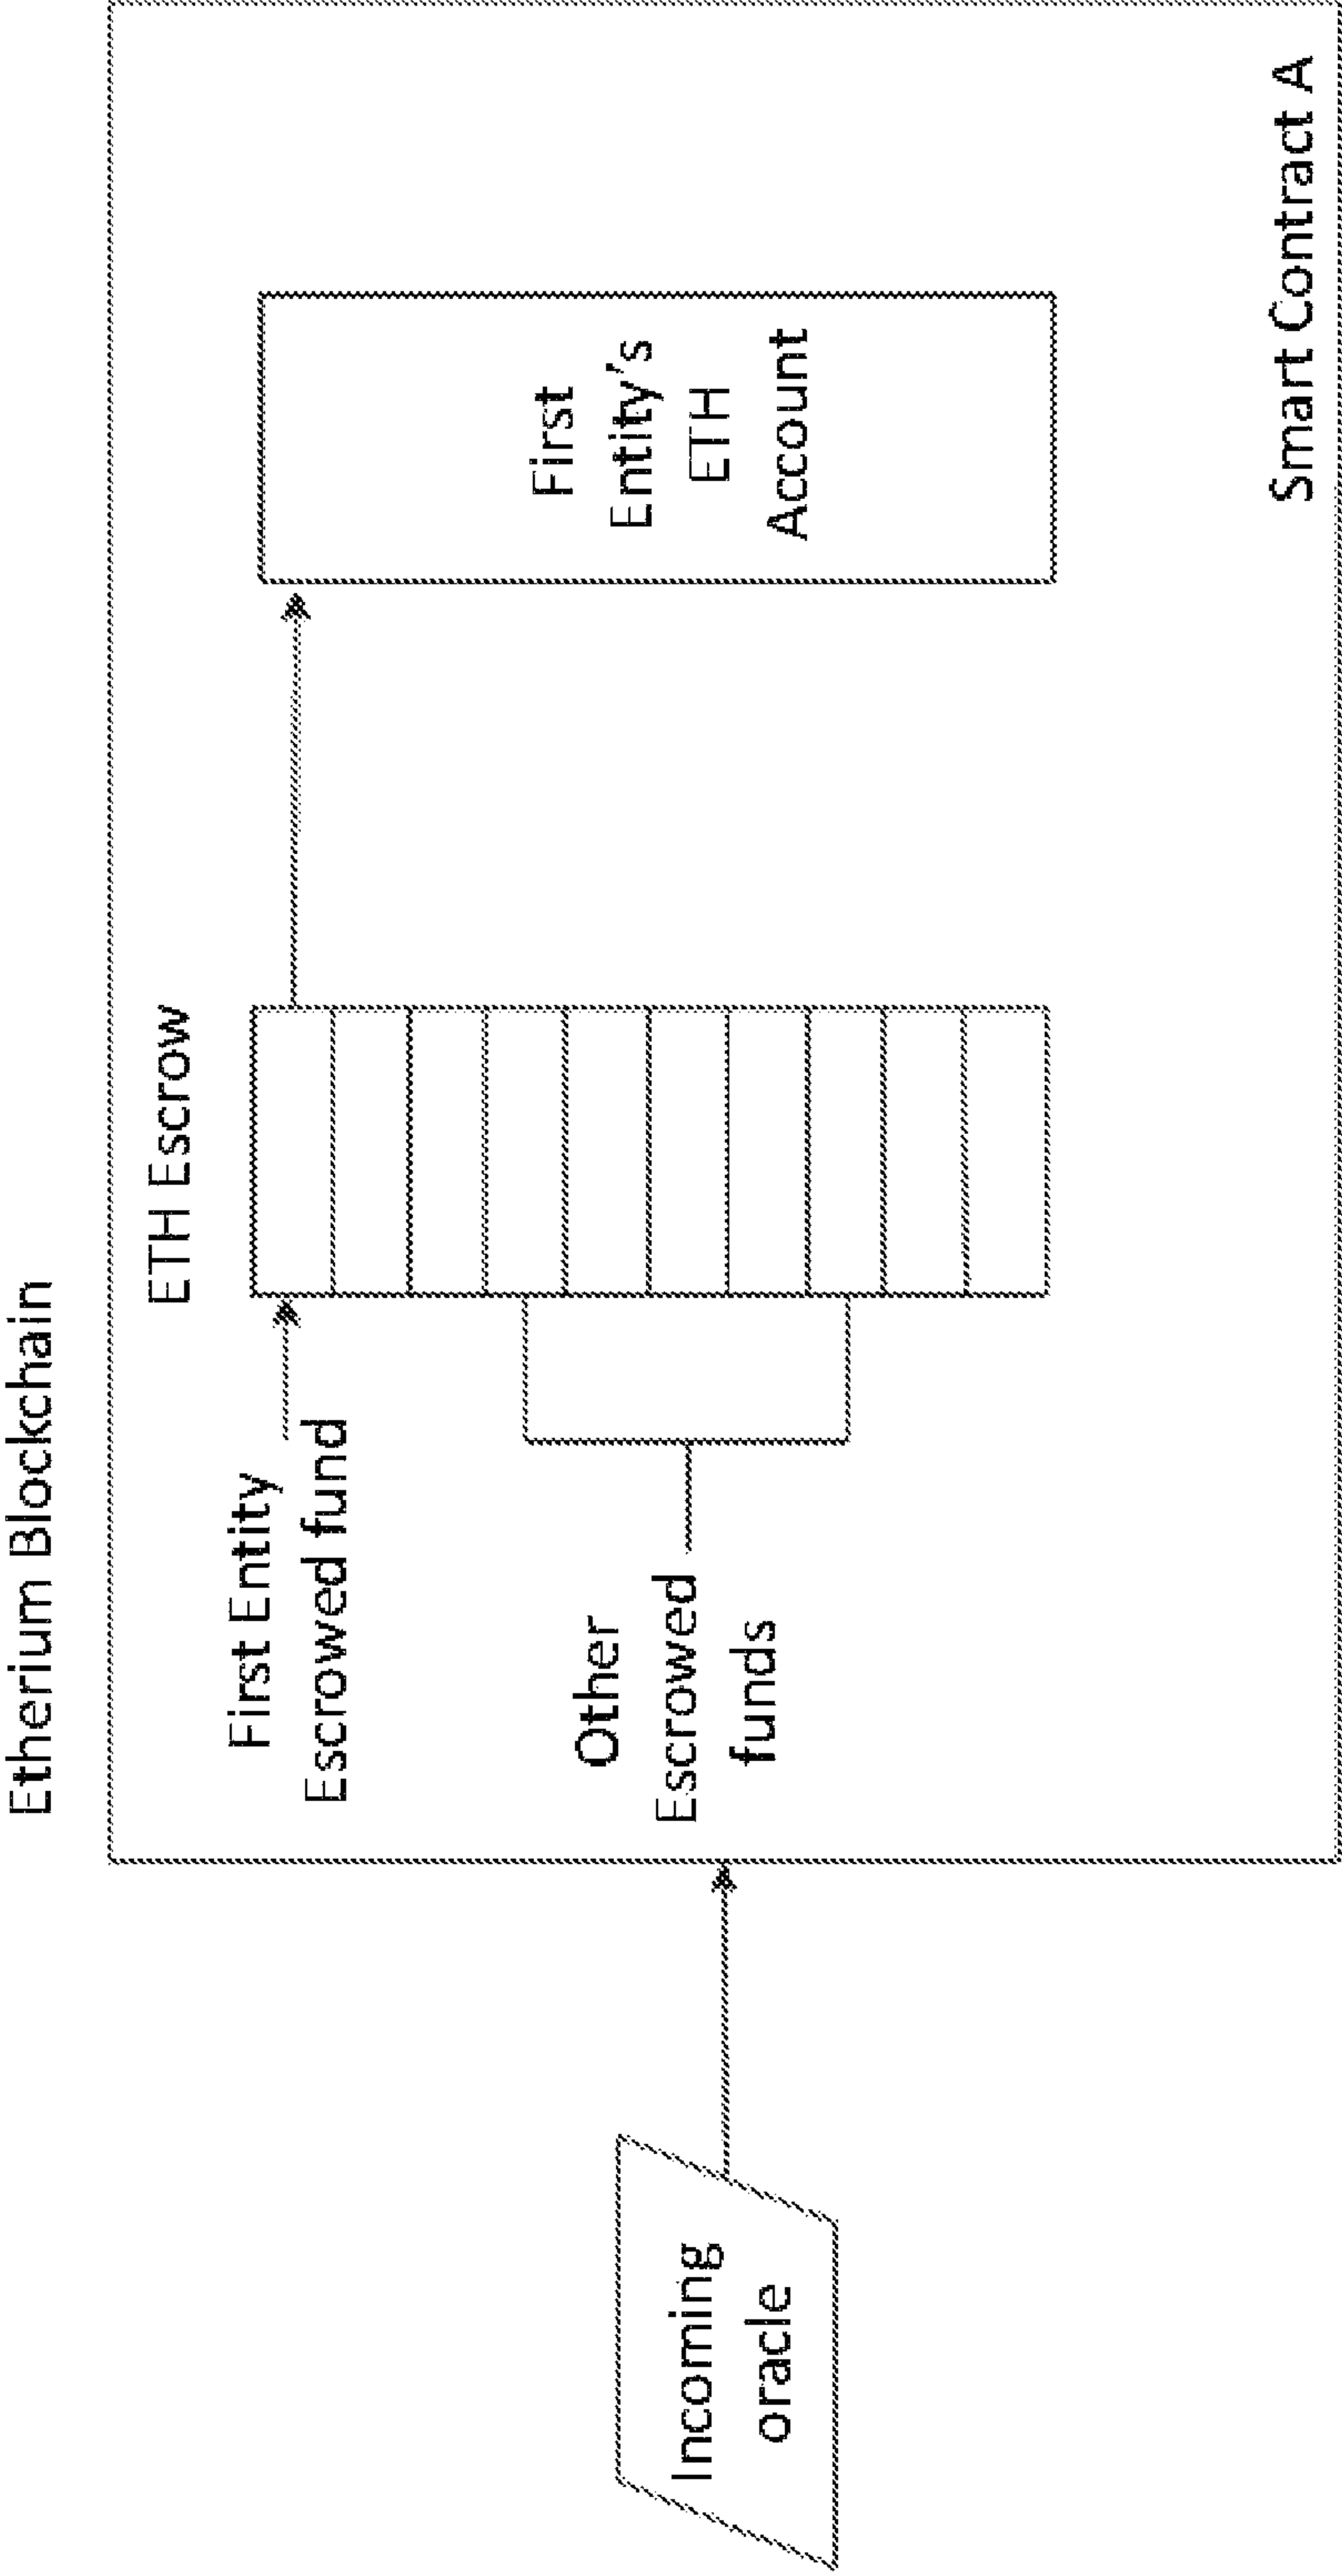 Etherium Blockchain
ETH Escrow
First Entity
Escrowed fund
Other
Escrowed
funds
First
Entity's
ETH
Account
Incoming
oracle
Smart Contract A